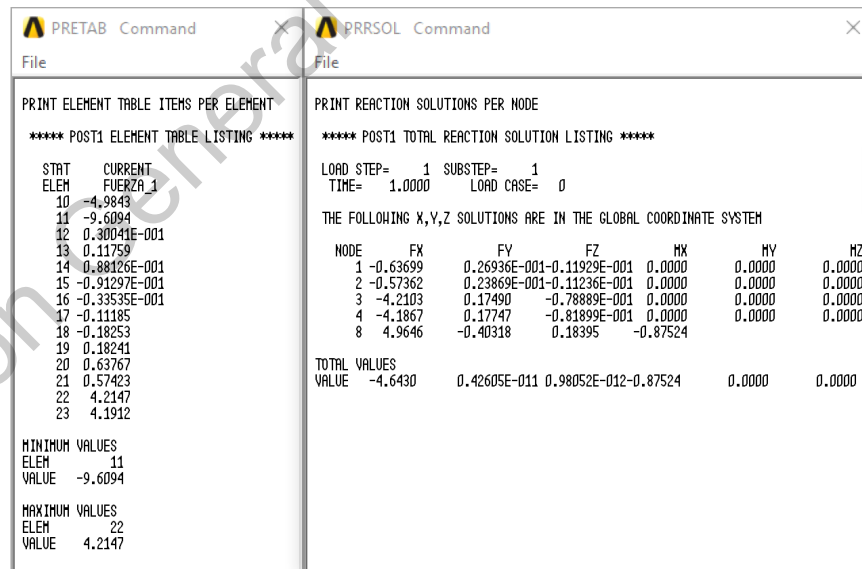 PRETAB Command
File
PRINT ELEMENT TABLE ITEMS PER ELEMENT
***** POST1 ELEMENT TABLE LISTING *****
STAT CURRENT
ELEM FUERZA_1
10 -4.9843
11 -9.6094
12 0.30041E-001
13 0.11759
14 0.88126E-001
15 -0.91297E-001
16 -0.33535E-001
17 -0.11185
18 -0.18253
19 0.18241
20 0.63767
21 0.57423
22 4.2147
23 4.1912
MINIMUM VALUES
ELEM 11
VALUE -9.6094
MAXIMUM VALUES
ELEM 22
VALUE 4.2147
PRRSOL Command
File
PRINT REACTION SOLUTIONS PER NODE
***** POST1 TOTAL REACTION SOLUTION LISTING *****
LOAD STEP= 1 SUBSTEP= 1
TIME= 1.0000 LOAD CASE= 0
THE FOLLOWING X,Y,Z SOLUTIONS ARE IN THE GLOBAL COORDINATE SYSTEM
NODE FX FY FZ MX MY MZ
1 -0.63699 0.26936E-001-0.11929E-001 0.0000 0.0000 0.0000
2 -0.57362 0.23869E-001-0.11236E-001 0.0000 0.0000 0.0000
3 -4.2103 0.17490 -0.78889E-001 0.0000 0.0000 0.0000
4 -4.1867 0.17747 -0.81899E-001 0.0000 0.0000 0.0000
8 4.9646 -0.40318 0.18395 -0.87524
TOTAL VALUES
VALUE -4.6430 0.42605E-011 0.98052E-012-0.87524 0.0000 0.0000
on General